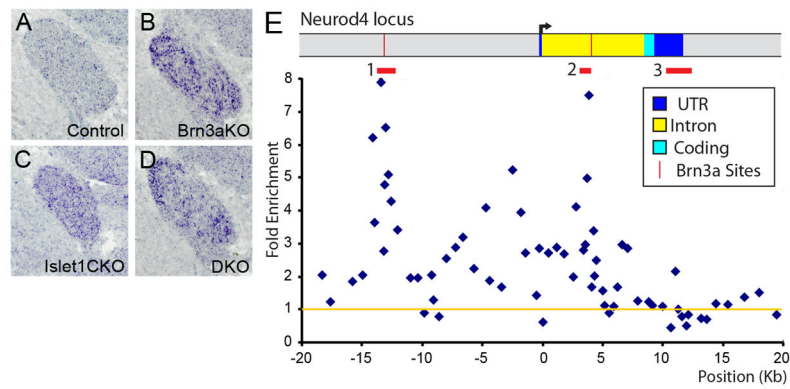 A
Control
B
Brn3aKO
C
Islet1CKO
D
DKO
E
Neurod4 locus
1
2
3
UTR
Intron
Coding
Brn3a Sites
Fold Enrichment
8
7
6
5
4
3
2
1
0
-20 -15 -10 -5 0 5 10 15 20
Position (Kb)